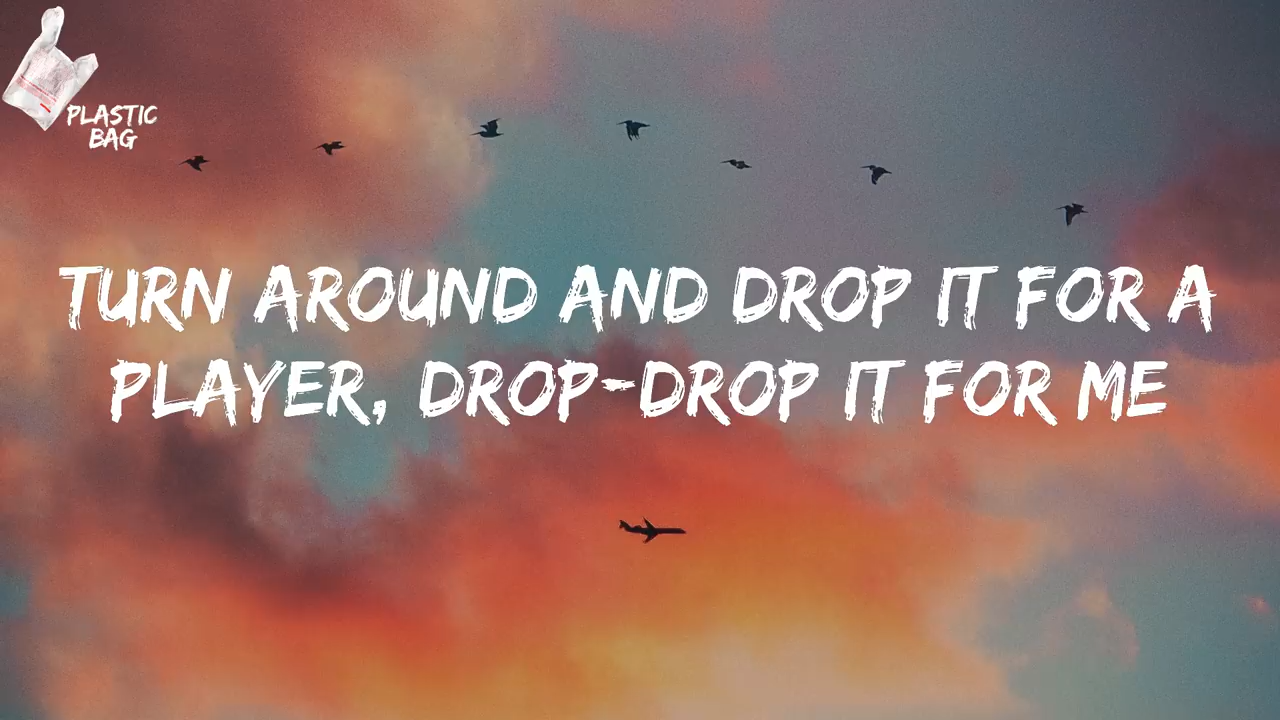 PLASTIC
BAG
TURN AROUND AND DROP IT FOR A
PLAYER, DROP-DROP IT FOR ME